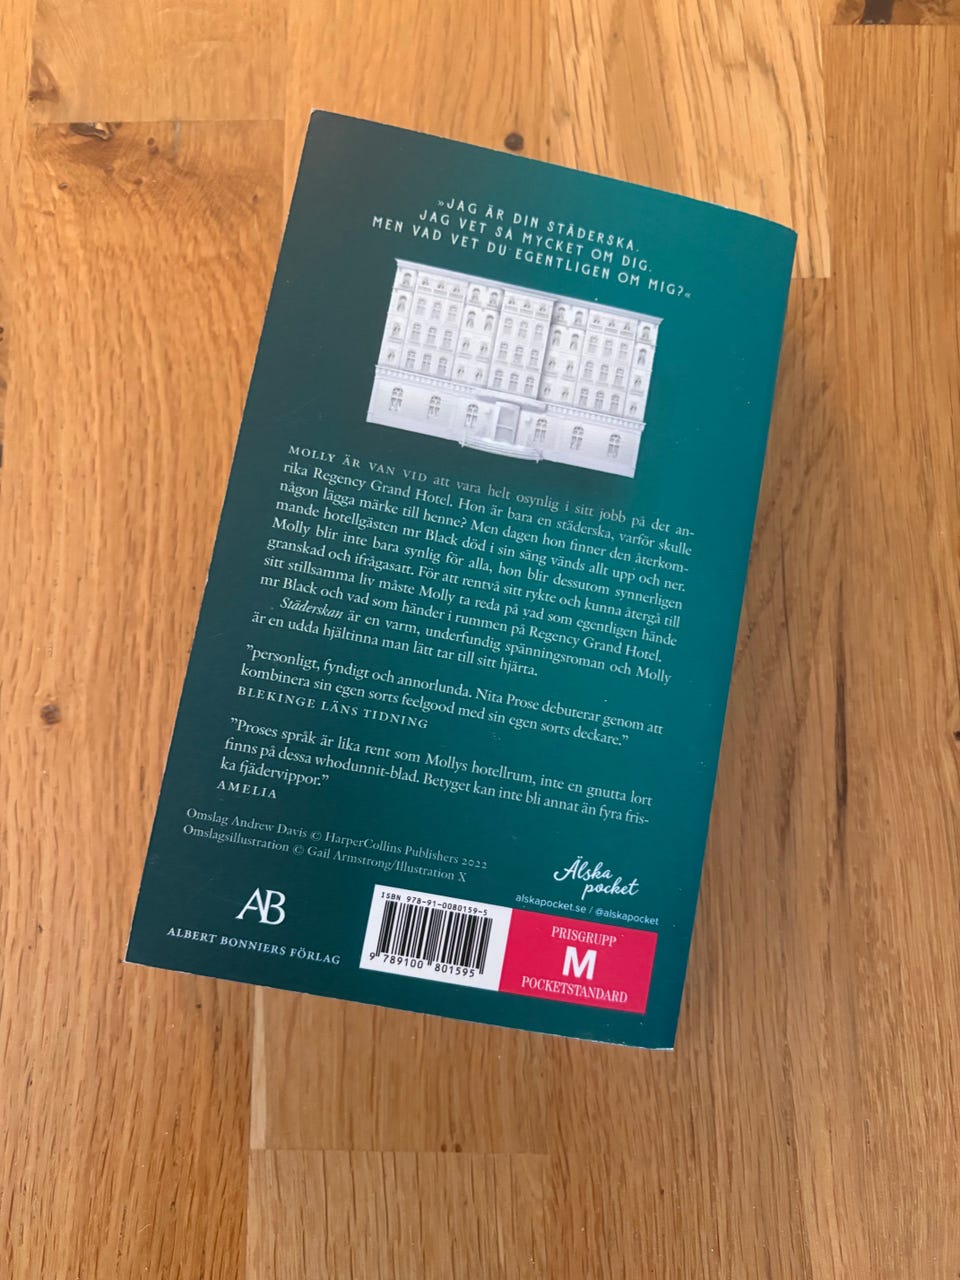 »JAG ÄR DIN STÄDERSKA.
JAG VET SÅ MYCKET OM DIG.
MEN VAD VET DU EGENTLIGEN OM MIG?«
MOLLY ÄR VAN VID att vara helt osynlig i sitt jobb på det an-
rika Regency Grand Hotel. Hon är bara en städerska, varför skulle
någon lägga märke till henne? Men dagen hon finner den återkom-
mande hotellgästen mr Black död i sin säng vänds allt upp och ner.
Molly blir inte bara synlig för alla, hon blir dessutom synnerligen
granskad och ifrågasatt. För att rentvå sitt rykte och kunna återgå till
sitt stillsamma liv måste Molly ta reda på vad som egentligen hände
mr Black och vad som händer i rummen på Regency Grand Hotel.
Städerskan är en varm, underfundig spänningsroman och Molly
är en udda hjältinna man lätt tar till sitt hjärta.
”personligt, fyndigt och annorlunda. Nita Prose debuterar genom att
kombinera sin egen sorts feelgood med sin egen sorts deckare.”
BLEKINGE LÄNS TIDNING
”Proses språk är lika rent som Mollys hotellrum, inte en gnutta lort
finns på dessa whodunnit-blad. Betyget kan inte bli annat än fyra fris-
ka fjädervippor.”
AMELIA
Omslag Andrew Davis © HarperCollins Publishers 2022
Omslagsillustration © Gail Armstrong/Illustration X
Älska
pocket
alskapocket.se / @alskapocket
AB
ALBERT BONNIERS FÖRLAG
ISBN 978-91-0080159-5
9 789100 801595
PRISGRUPP
M
POCKETSTANDARD